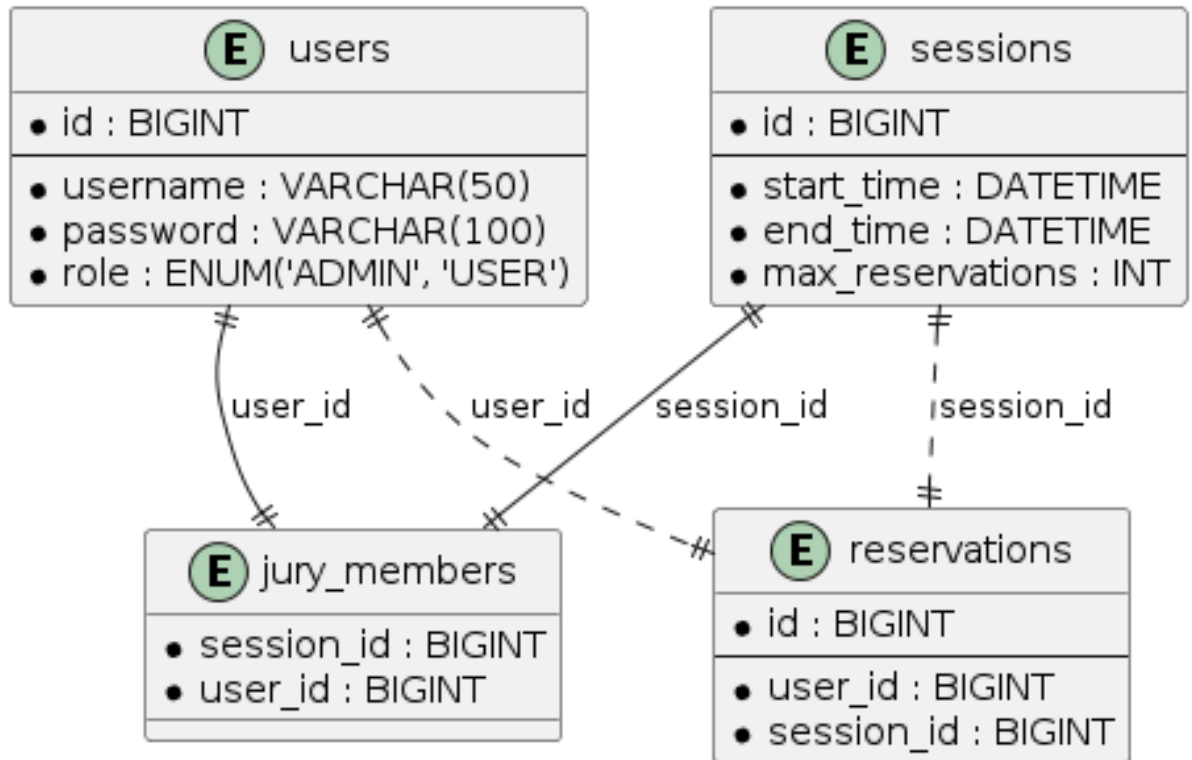 E users
id : BIGINT
username : VARCHAR(50)
password : VARCHAR(100)
role : ENUM('ADMIN', 'USER')
E sessions
id : BIGINT
start_time : DATETIME
end_time : DATETIME
max_reservations : INT
user_id
user_id
session_id
session_id
E jury_members
session_id : BIGINT
user_id : BIGINT
E reservations
id : BIGINT
user_id : BIGINT
session_id : BIGINT